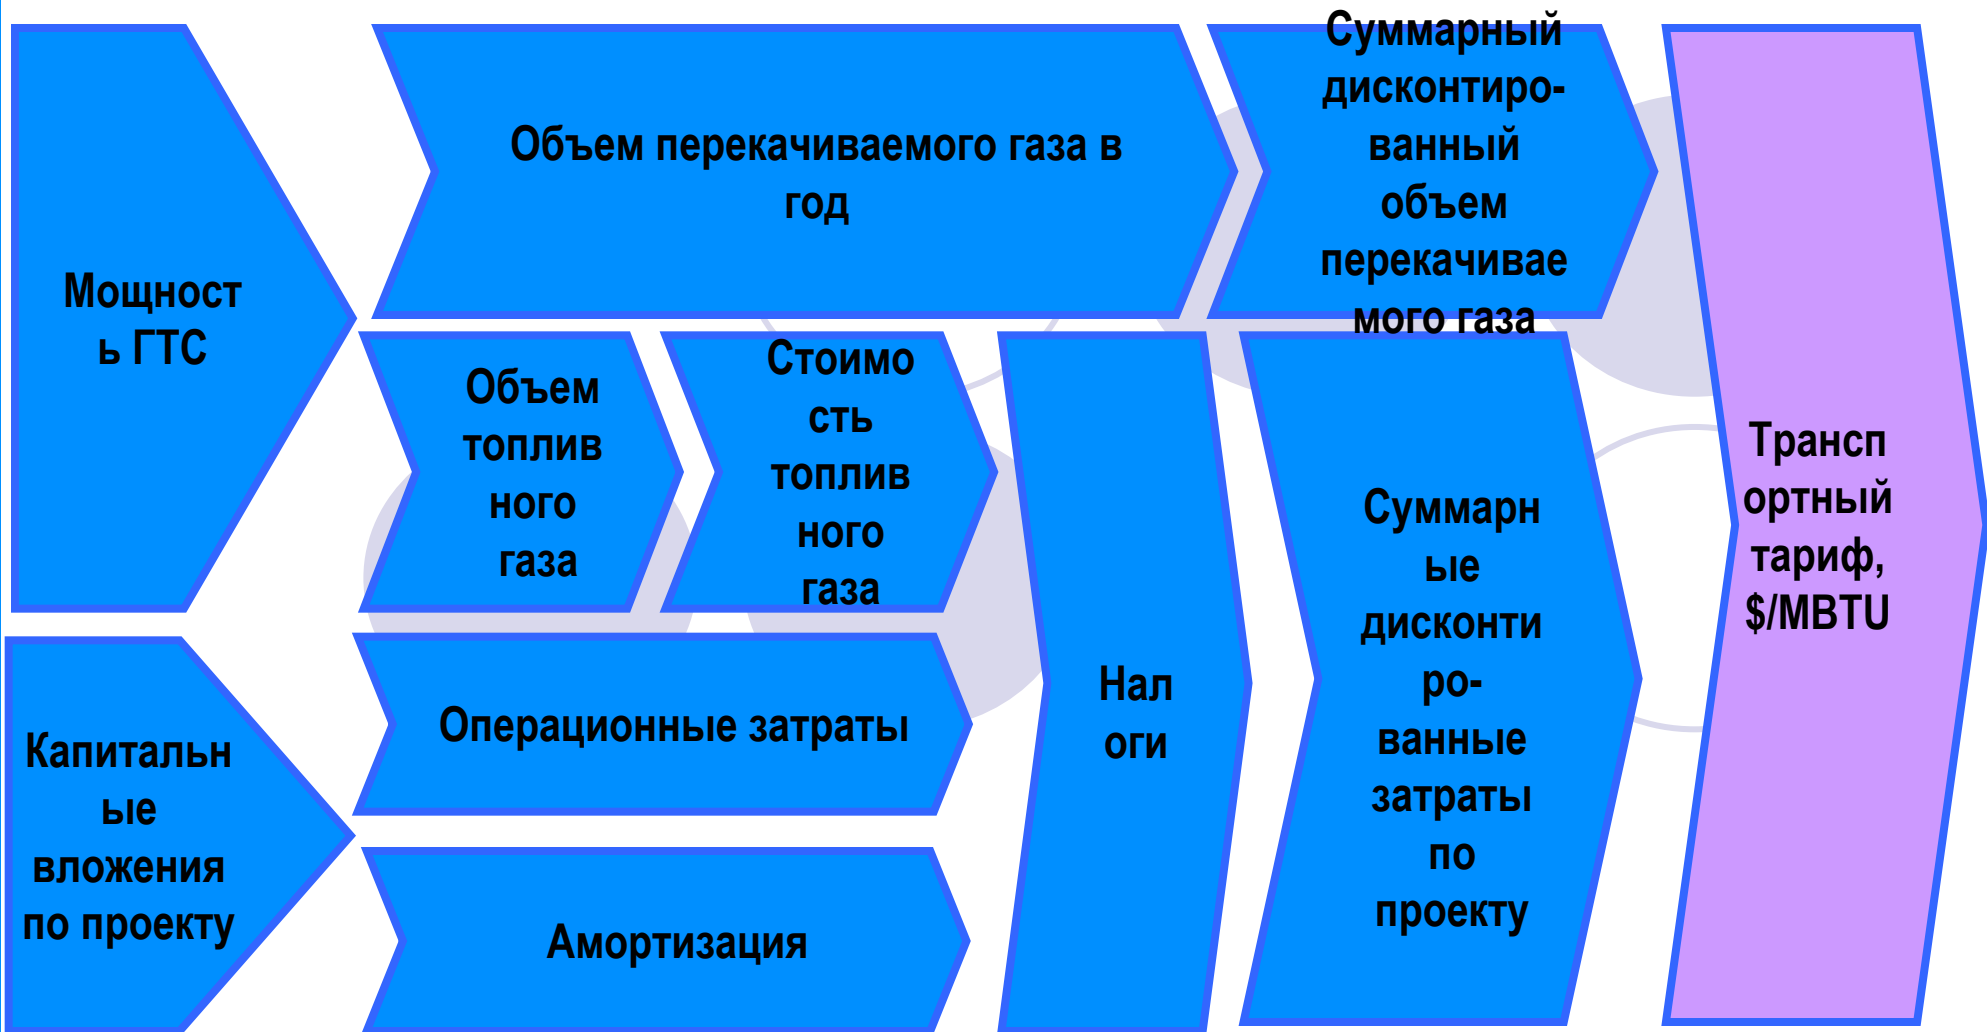 Мощност
ь ГТС
Объем перекачиваемого газа в
год
Суммарный
дисконтиро-
ванный
объем
перекачивае
мого газа
Объем
топлив
ного
газа
Стоимо
сть
топлив
ного
газа
Капитальн
ые
вложения
по проекту
Операционные затраты
Амортизация
Нал
оги
Суммарн
ые
дисконти
ро-
ванные
затраты
по
проекту
Трансп
ортный
тариф,
$/MBTU